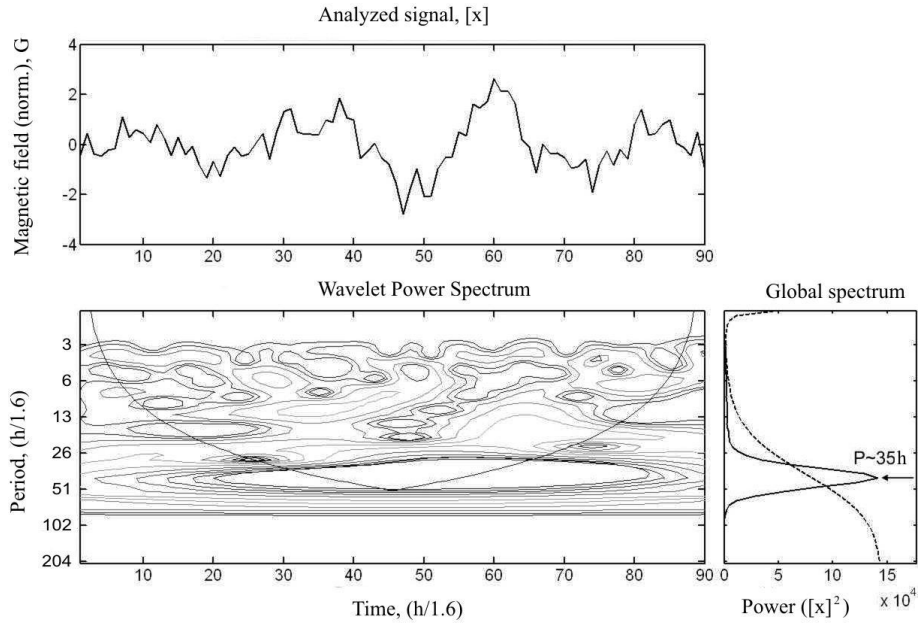 Analyzed signal, [x]
Magnetic field (norm.), G
4
2
0
-2
-4
10 20 30 40 50 60 70 80 90
Wavelet Power Spectrum
Global spectrum
Period, (h/1.6)
3
6
13
26
51
102
204
P~35h
10 20 30 40 50 60 70 80 90
0 5 10 15
x 10⁴
Time, (h/1.6)
Power ([x]²)